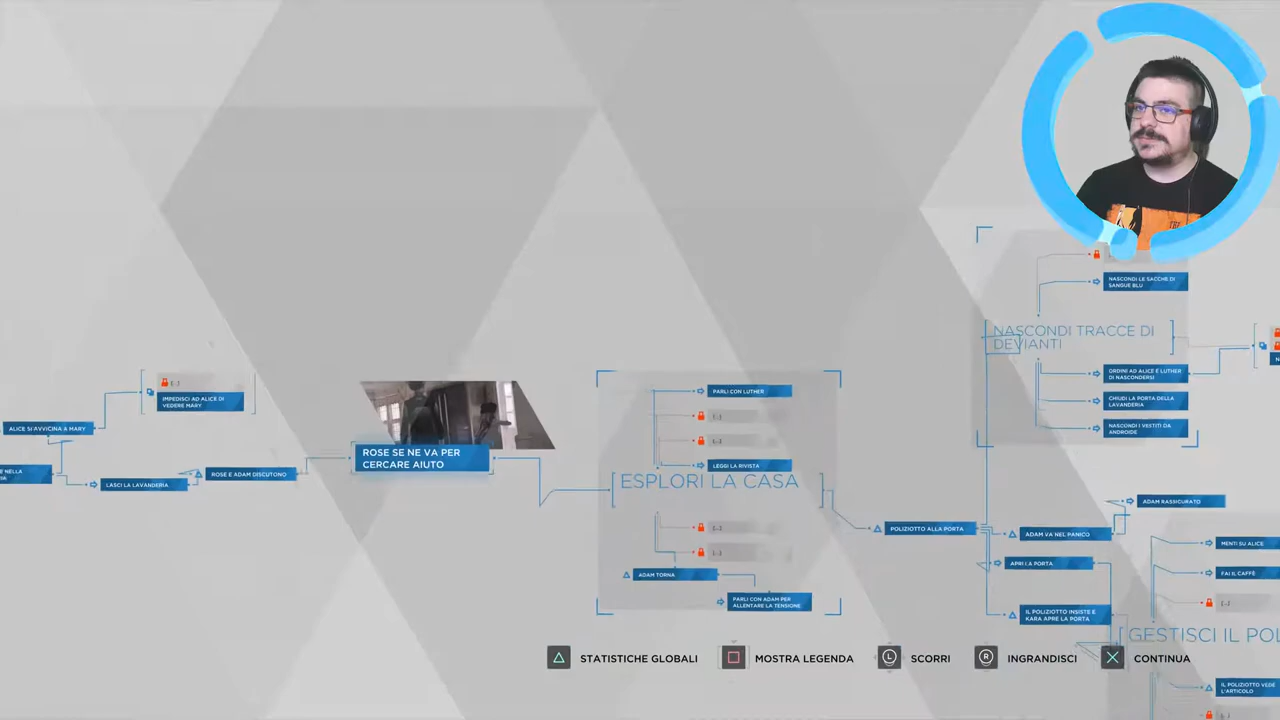 [...]
IMPEDISCI AD ALICE DI
VEDERE MARY
ALICE SI AVVICINA A MARY
LASCI LA LAVANDERIA
ROSE E ADAM DISCUTONO
ROSE SE NE VA PER
CERCARE AIUTO
PARLI CON LUTHER
[...]
[...]
LEGGI LA RIVISTA
ESPLORI LA CASA
[...]
[...]
ADAM TORNA
PARLI CON ADAM PER
ALLENTARE LA TENSIONE
POLIZIOTTO ALLA PORTA
NASCONDI LE SACCHE DI
SANGUE BLU
NASCONDI TRACCE DI
DEVIANTI
ORDINI AD ALICE E LUTHER
DI NASCONDERSI
CHIUDI LA PORTA DELLA
LAVANDERIA
NASCONDI I VESTITI DA
ANDROIDE
ADAM RASSICURATO
ADAM VA NEL PANICO
APRI LA PORTA
IL POLIZIOTTO INSISTE E
KARA APRE LA PORTA
MENTI SU ALICE
FAI IL CAFFÈ
[...]
GESTISCI IL POL
IL POLIZIOTTO VEDE
L'ARTICOLO
[...]
STATISTICHE GLOBALI
MOSTRA LEGENDA
L
SCORRI
R
INGRANDISCI
CONTINUA